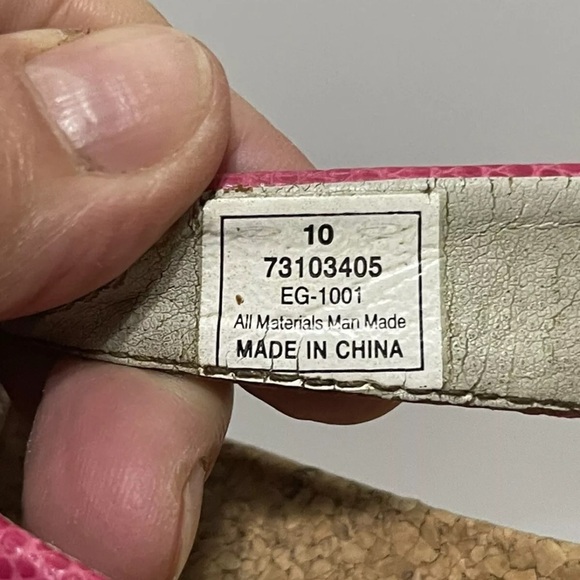 10
73103405
EG-1001
All Materials Man Made
MADE IN CHINA